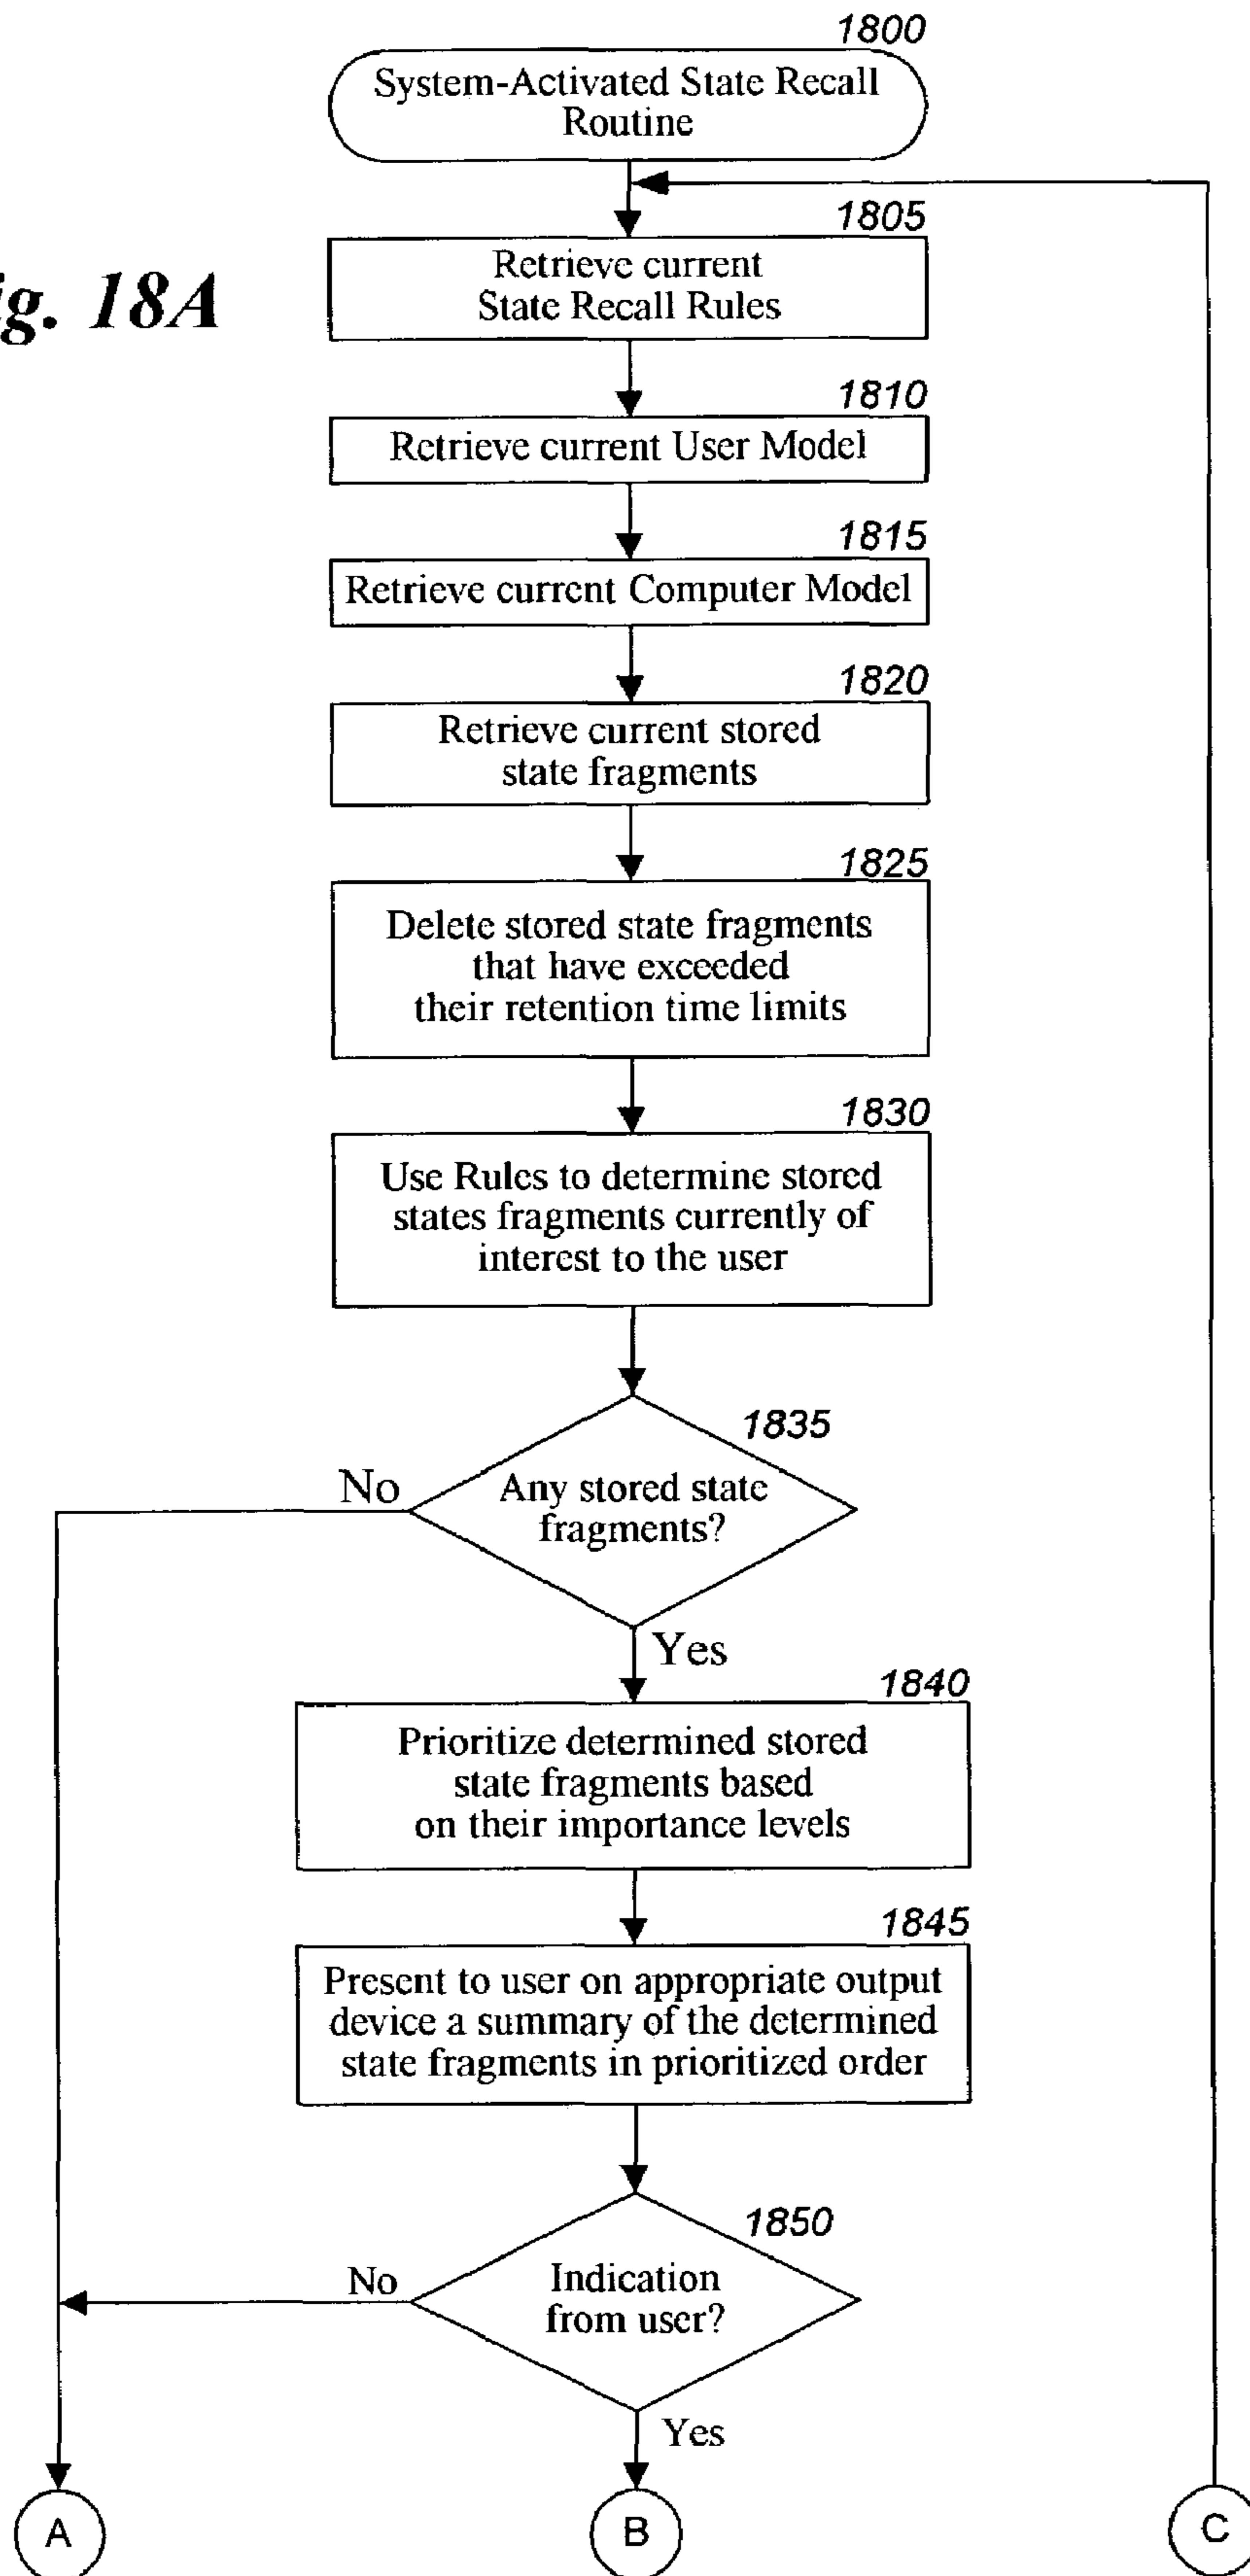 1800
System-Activated State Recall
Routine
1805
Retrieve current
State Recall Rules
ig. 18A
1810
Retrieve current User Model
1815
Retrieve current Computer Model
1820
Retrieve current stored
state fragments
1825
Delete stored state fragments
that have exceeded
their retention time limits
1830
Use Rules to determine stored
states fragments currently of
interest to the user
1835
No
Any stored state
fragments?
Yes
1840
Prioritize determined stored
state fragments based
on their importance levels
1845
Present to user on appropriate output
device a summary of the determined
state fragments in prioritized order
1850
No
Indication
from user?
Yes
A
B
C